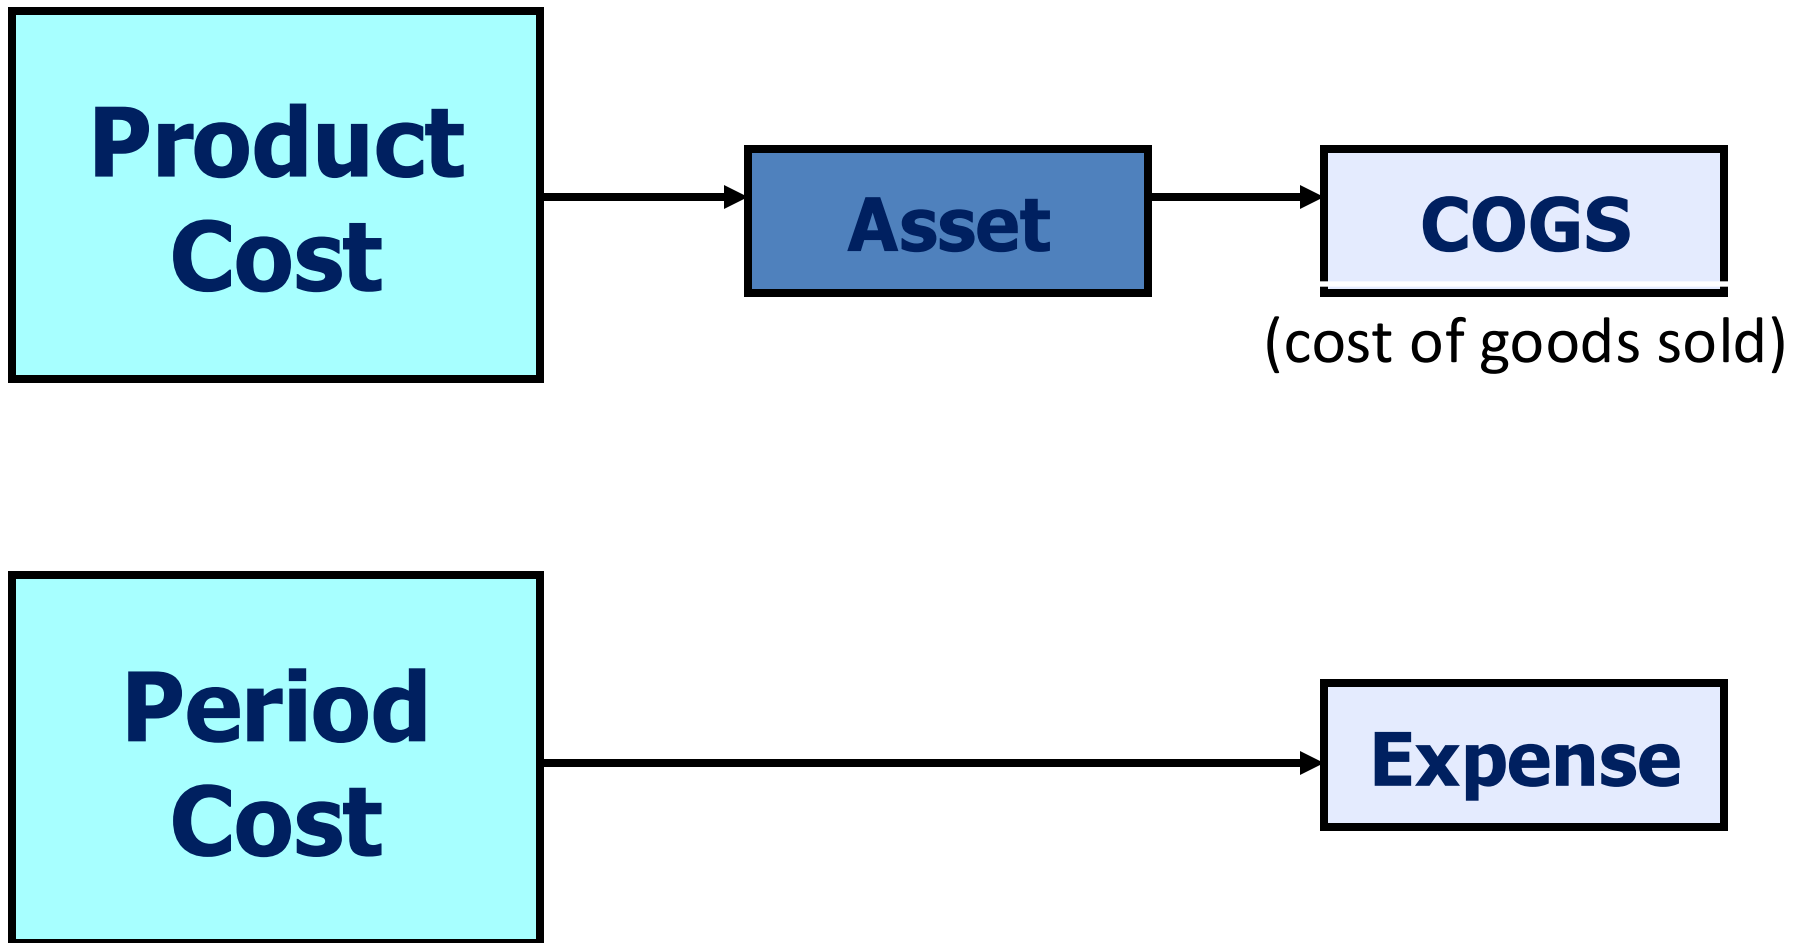 Product
Cost
Asset
COGS
(cost of goods sold)
Period
Cost
Expense